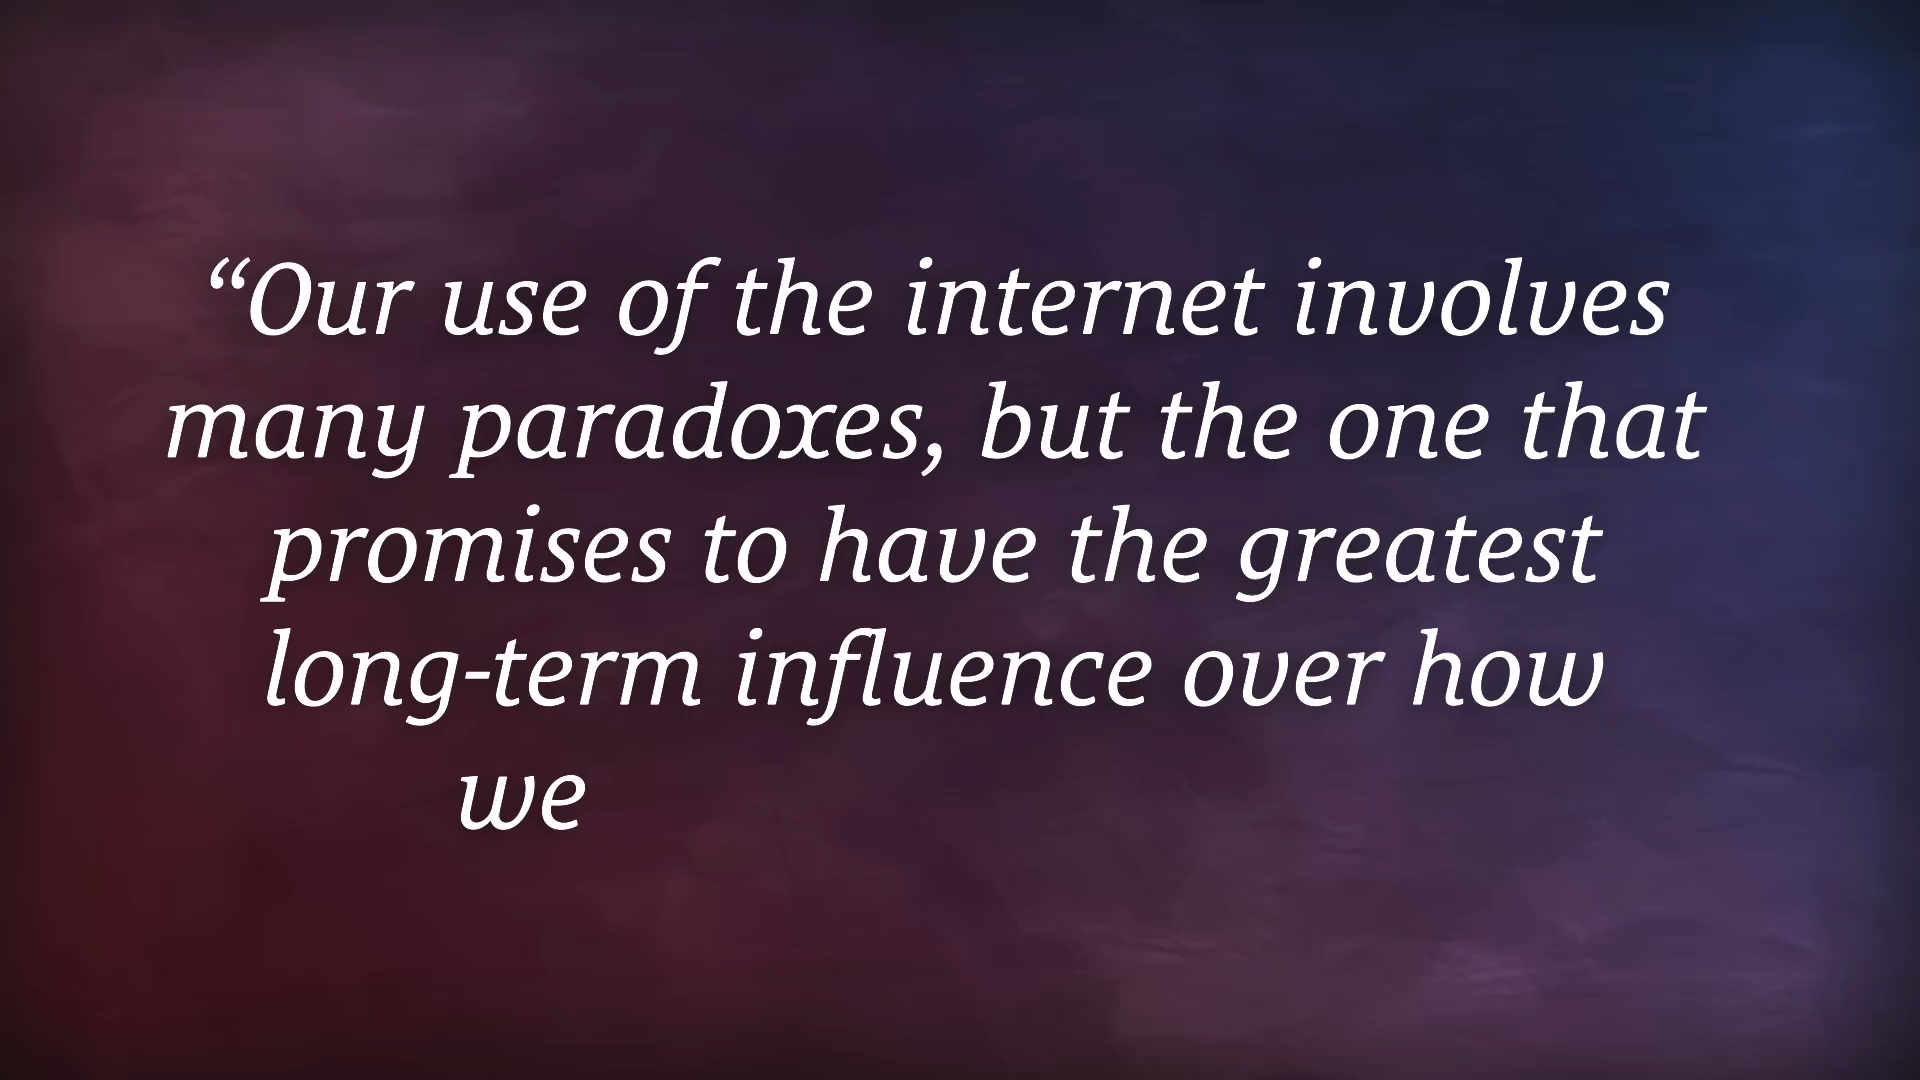 “Our use of the internet involves
many paradoxes, but the one that
promises to have the greatest
long-term influence over how
we